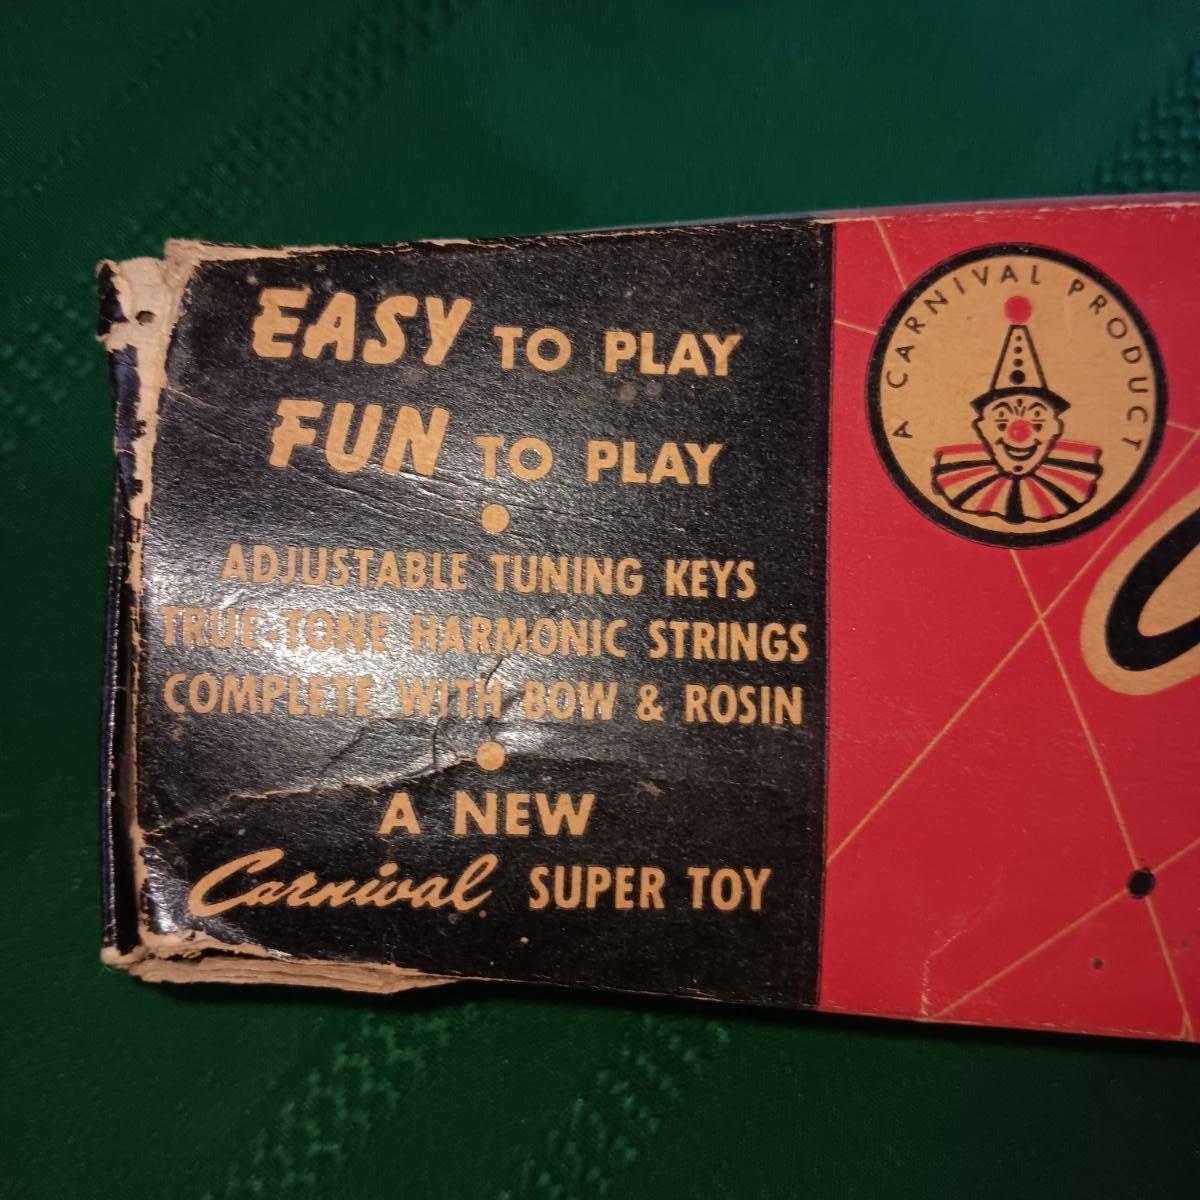 EASY TO PLAY
FUN TO PLAY
ADJUSTABLE TUNING KEYS
TRUE-TONE HARMONIC STRINGS
COMPLETE WITH BOW & ROSIN
A NEW
Carnival SUPER TOY
A CARNIVAL PRODUCT